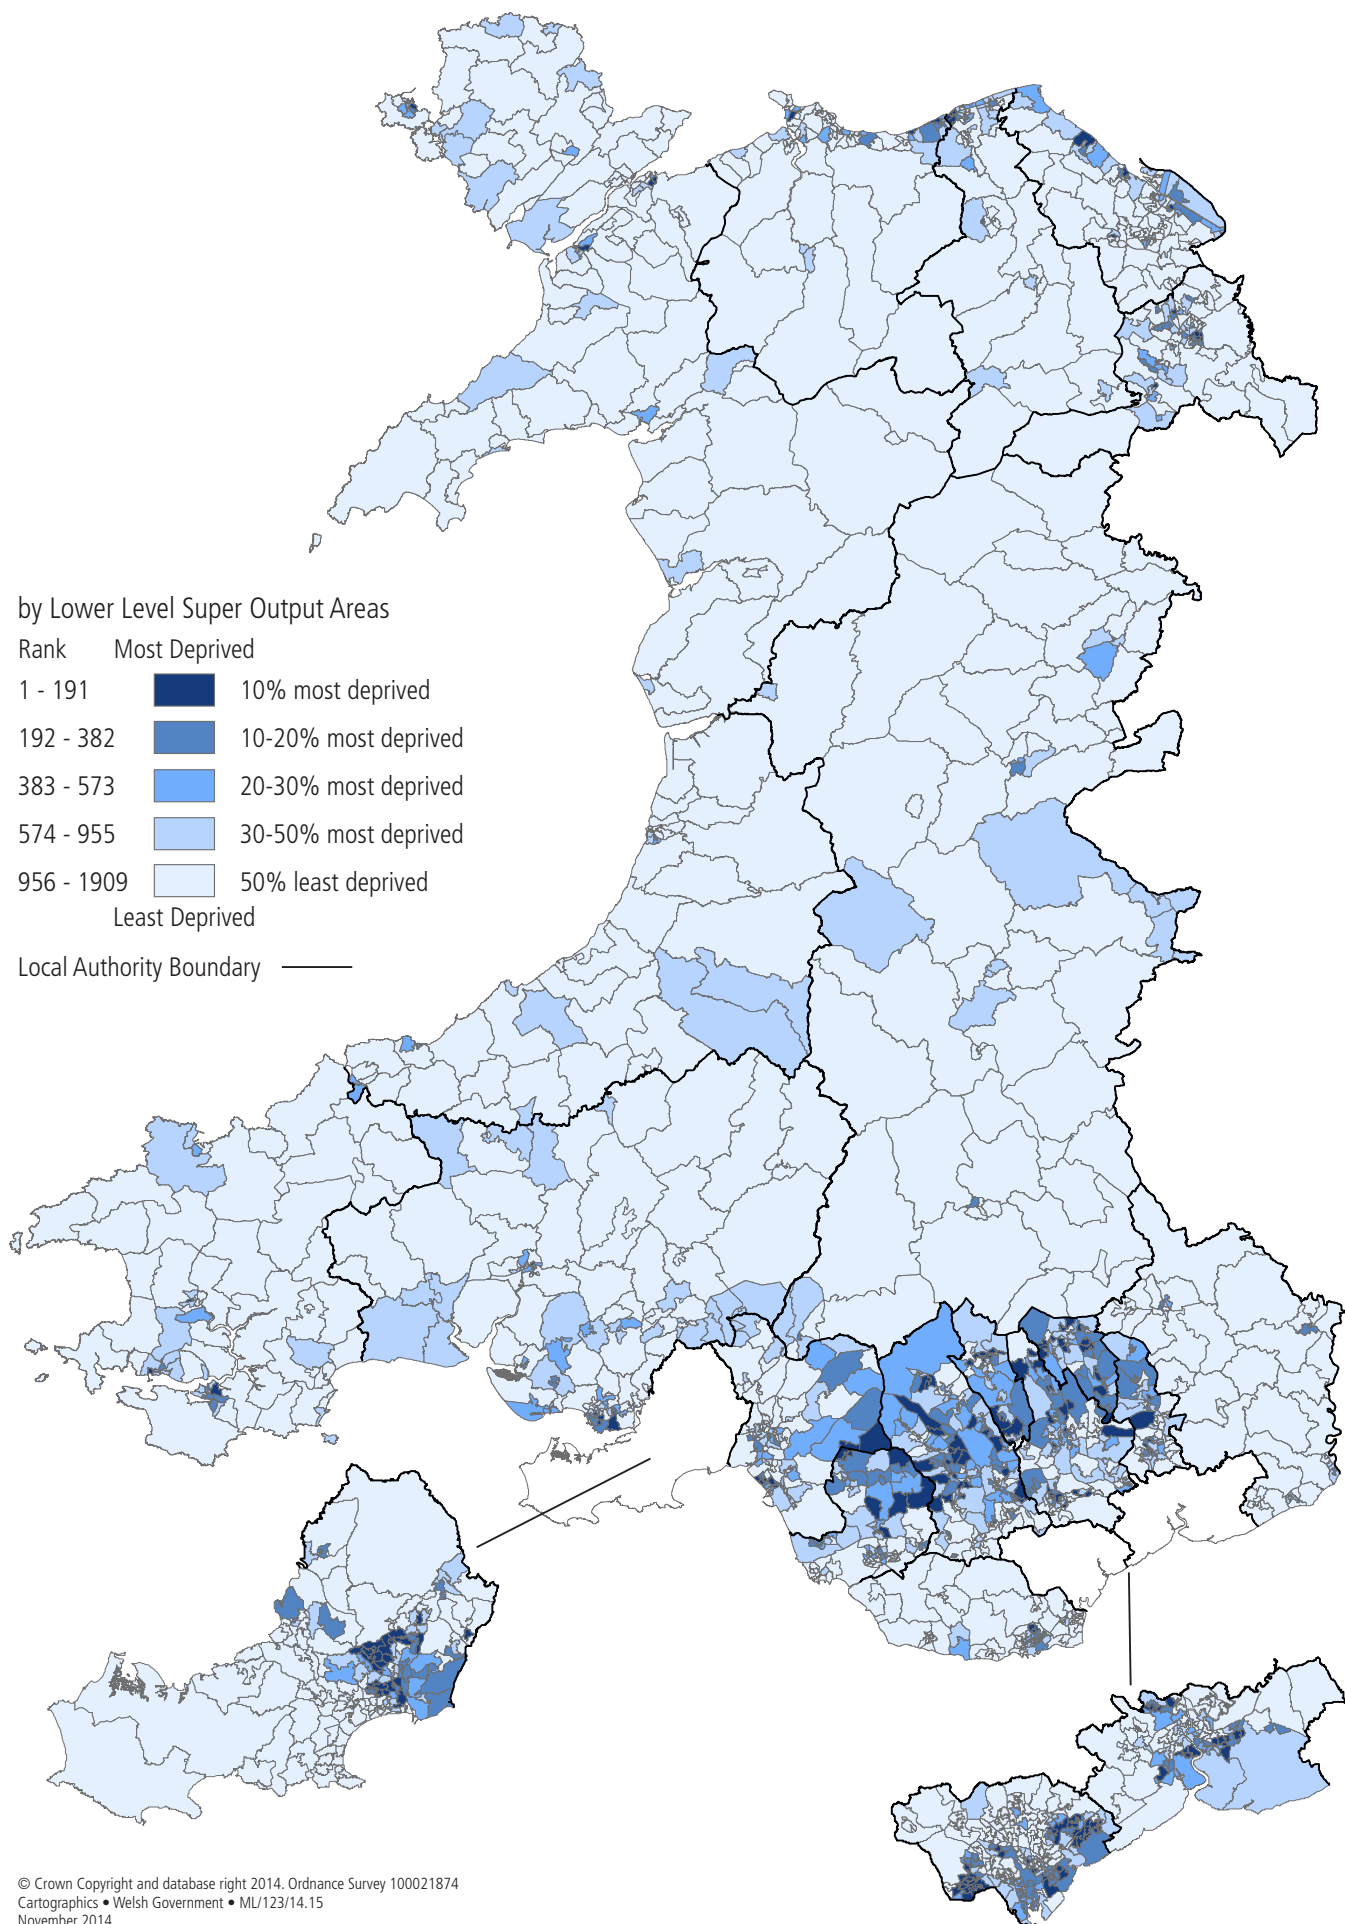 by Lower Level Super Output Areas
Rank Most Deprived
1 - 191 10% most deprived
192 - 382 10-20% most deprived
383 - 573 20-30% most deprived
574 - 955 30-50% most deprived
956 - 1909 50% least deprived
Least Deprived
Local Authority Boundary
© Crown Copyright and database right 2014. Ordnance Survey 100021874
Cartographics • Welsh Government • ML/123/14.15
November 2014